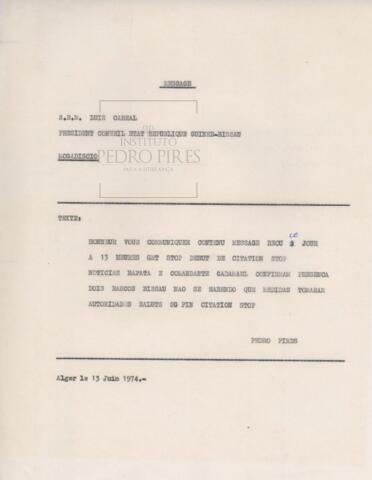 MESSAGE
S.E.M. LUIS CABRAL
PRESIDENT CONSEIL ETAT REPUBLIQUE GUINEE-BISSAU
MOGADISCIO
INSTITUTO
PEDRO PIRES
PARA A LIDERANÇA
TEXTE:
HONNEUR VOUS COMMUNIQUER CONTENU MESSAGE RECU CE JOUR
A 13 HEURES GMT STOP DEBUT DE CITATION STOP
NOTICIAS BAFATA E COMANDANTE GADAMAEL CONFIRMAM PRESENCA
DOIS BARCOS BISSAU NAO SE SABENDO QUE MEDIDAS TOMARAM
AUTORIDADES SALUTS SG FIN CITATION STOP
PEDRO PIRES
Alger le 13 Juin 1974.-